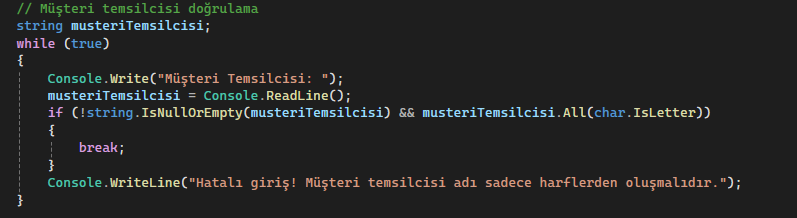 // Müşteri temsilcisi doğrulama
string musteriTemsilcisi;
while (true)
{
    Console.Write("Müşteri Temsilcisi: ");
    musteriTemsilcisi = Console.ReadLine();
    if (!string.IsNullOrEmpty(musteriTemsilcisi) && musteriTemsilcisi.All(char.IsLetter))
    {
        break;
    }
    Console.WriteLine("Hatalı giriş! Müşteri temsilcisi adı sadece harflerden oluşmalıdır.");
}